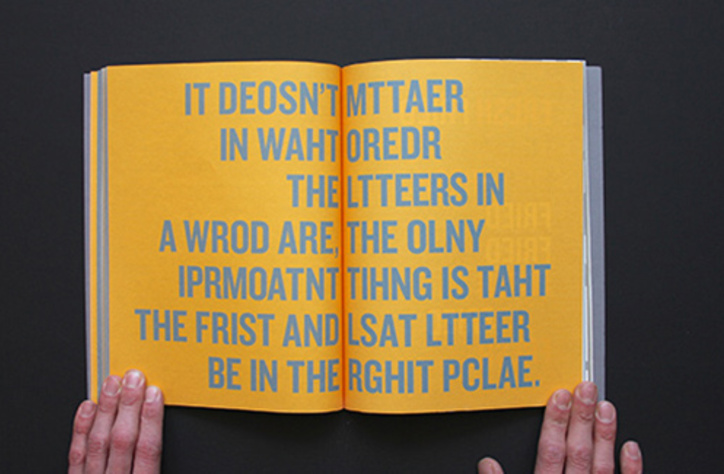 IT DEOSN'T MTTAER
IN WAHT OREDR
THE LTTEERS IN
A WROD ARE, THE OLNY
IPRMOATNT TIHNG IS TAHT
THE FRIST AND LSAT LTTEER
BE IN THE RGHIT PCLAE.